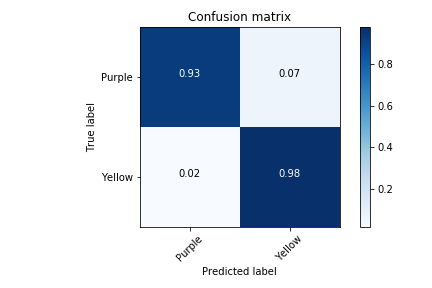 Confusion matrix
Purple 0.93 0.07
Yellow 0.02 0.98
Purple Yellow
True label
Predicted label
0.8
0.6
0.4
0.2